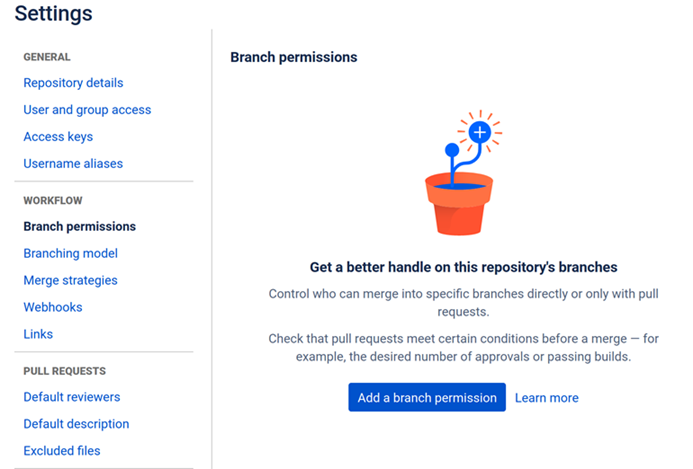 Settings
GENERAL
Repository details
User and group access
Access keys
Username aliases
WORKFLOW
Branch permissions
Branching model
Merge strategies
Webhooks
Links
PULL REQUESTS
Default reviewers
Default description
Excluded files
Branch permissions
Get a better handle on this repository's branches
Control who can merge into specific branches directly or only with pull
requests.
Check that pull requests meet certain conditions before a merge — for
example, the desired number of approvals or passing builds.
Add a branch permission Learn more